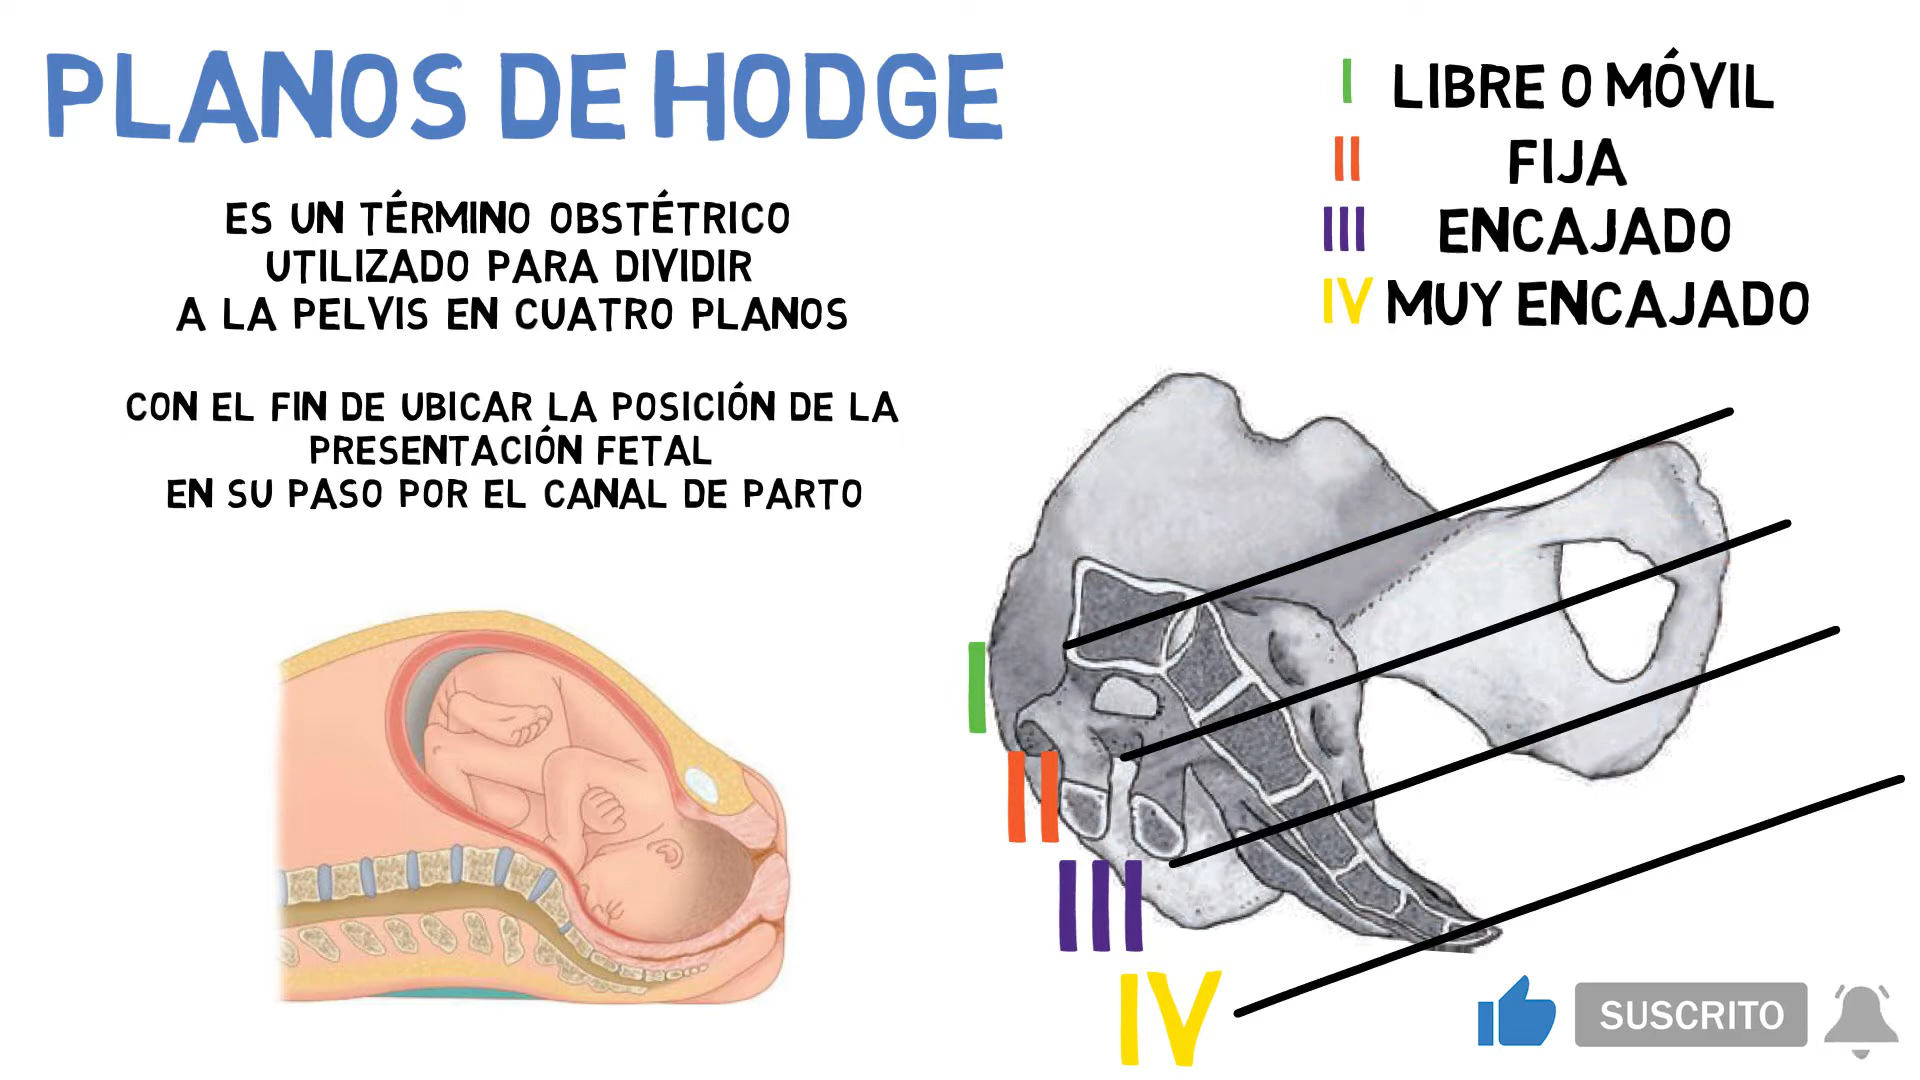 PLANOS DE HODGE
ES UN TÉRMINO OBSTÉTRICO
UTILIZADO PARA DIVIDIR
A LA PELVIS EN CUATRO PLANOS
CON EL FIN DE UBICAR LA POSICIÓN DE LA
PRESENTACIÓN FETAL
EN SU PASO POR EL CANAL DE PARTO
I LIBRE O MÓVIL
II FIJA
III ENCAJADO
IV MUY ENCAJADO
I
II
III
IV
SUSCRITO